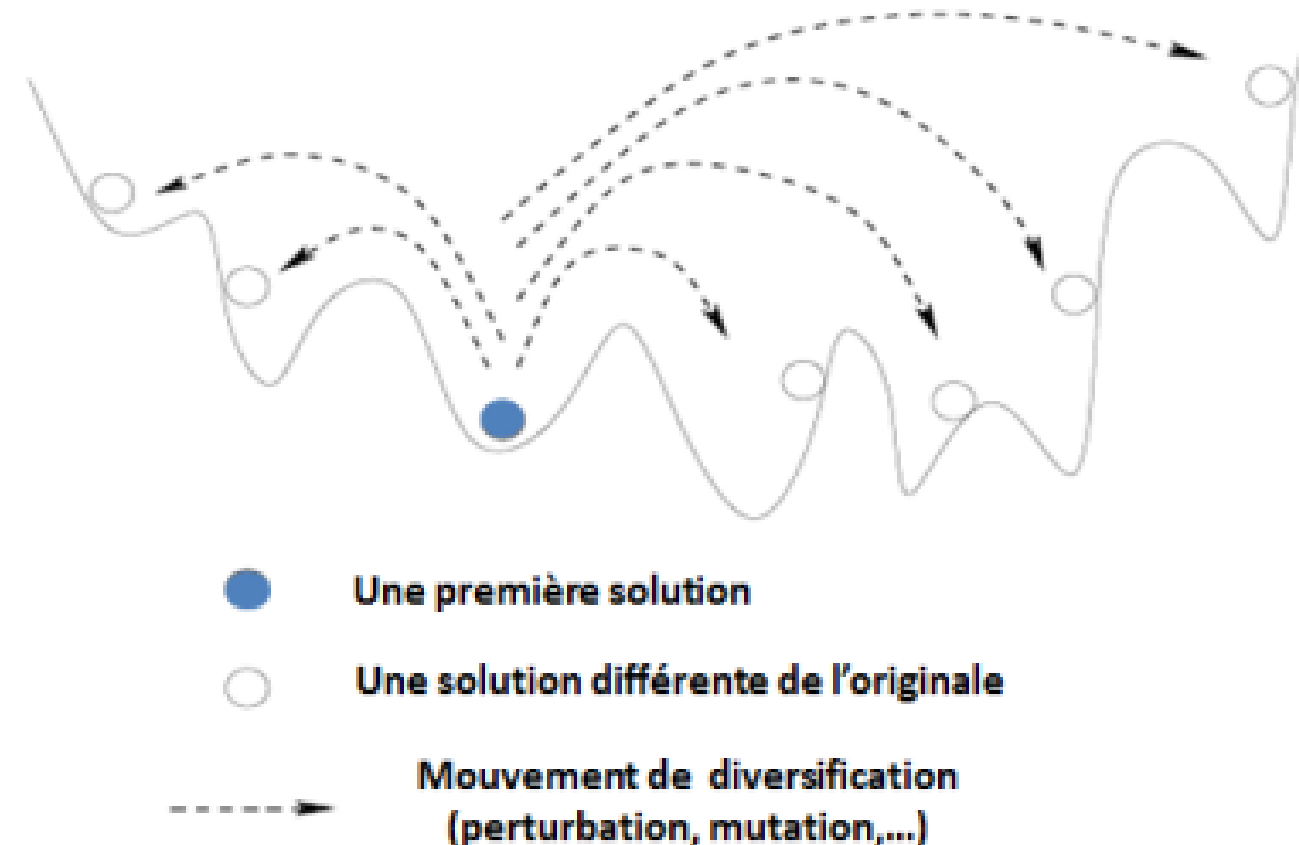 Une première solution
Une solution différente de l'originale
Mouvement de diversification
(perturbation, mutation,...)